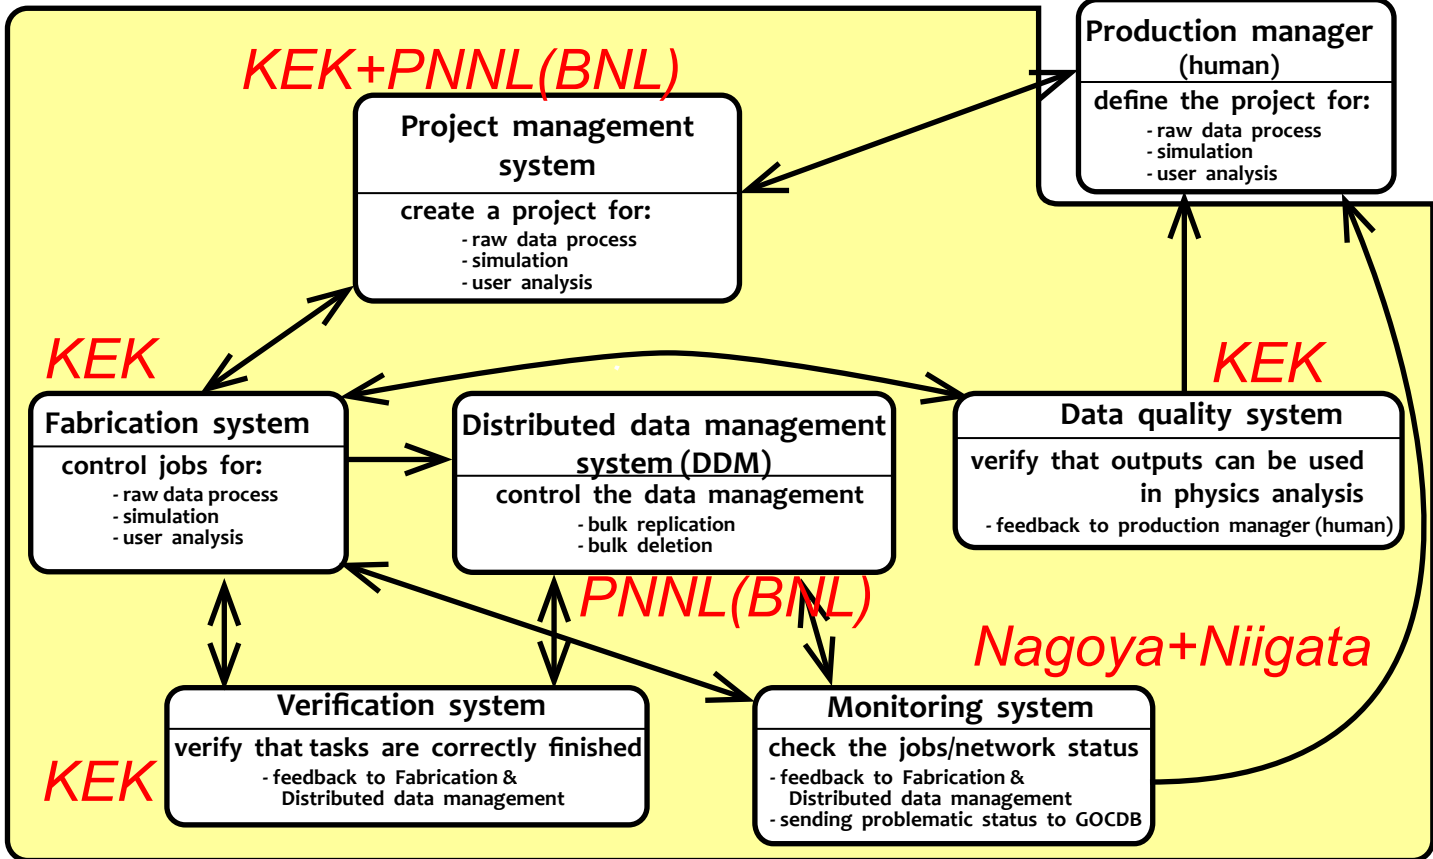 Production manager
(human)
define the project for:
- raw data process
- simulation
- user analysis
KEK+PNNL(BNL)
Project management
system
create a project for:
- raw data process
- simulation
- user analysis
KEK
Fabrication system
control jobs for:
- raw data process
- simulation
- user analysis
Distributed data management
system (DDM)
control the data management
- bulk replication
- bulk deletion
PNNL(BNL)
KEK
Data quality system
verify that outputs can be used
in physics analysis
- feedback to production manager (human)
KEK
Verification system
verify that tasks are correctly finished
- feedback to Fabrication &
Distributed data management
Nagoya+Niigata
Monitoring system
check the jobs/network status
- feedback to Fabrication &
Distributed data management
- sending problematic status to GOCDB